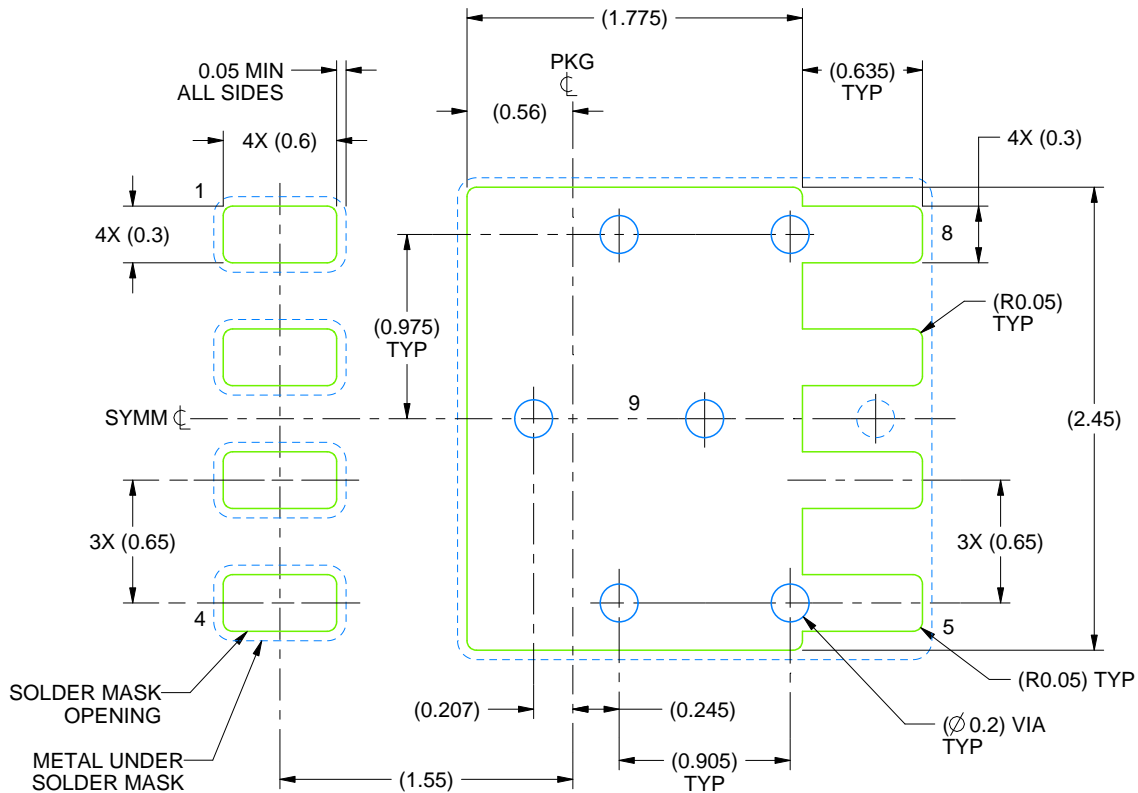 (1.775)
PKG
℄
0.05 MIN
ALL SIDES
(0.635)
TYP
(0.56)
4X (0.6)
4X (0.3)
1
4X (0.3)
8
(0.975)
TYP
(R0.05)
TYP
SYMM ℄
9
(2.45)
3X (0.65)
3X (0.65)
4
5
SOLDER MASK
OPENING
(R0.05) TYP
(0.207)
(0.245)
(∅ 0.2) VIA
TYP
METAL UNDER
SOLDER MASK
(0.905)
TYP
(1.55)